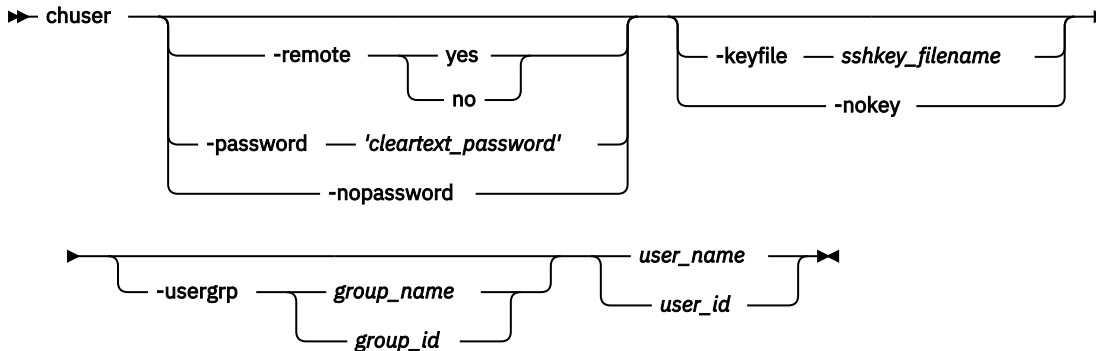 chuser
-remote yes -keyfile sshkey_filename
no -nokey
-password 'cleartext_password'
-nopassword
user_name
-usergrp group_name
user_id
group_id